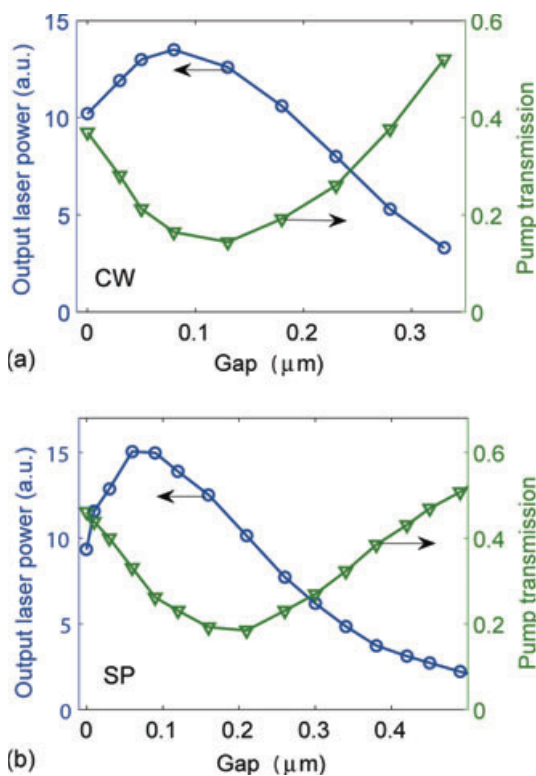 15 0.6
10 0.4
5 0.2
0 0
Output laser power (a.u.)
Pump transmission
CW
0 0.1 0.2 0.3
(a) Gap (μm)
15 0.6
10 0.4
5 0.2
0 0
Output laser power (a.u.)
Pump transmission
SP
0 0.1 0.2 0.3 0.4
(b) Gap (μm)